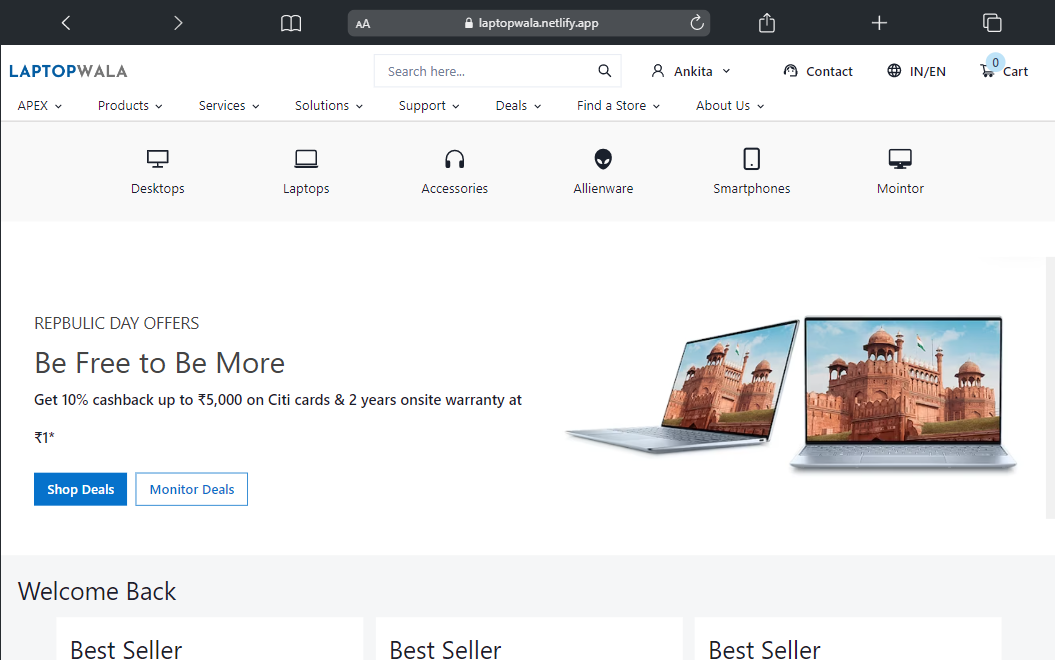 AA laptopwala.netlify.app
LAPTOPWALA Search here... Ankita Contact IN/EN 0 Cart
APEX Products Services Solutions Support Deals Find a Store About Us
Desktops Laptops Accessories Allienware Smartphones Mointor
REPBULIC DAY OFFERS
Be Free to Be More
Get 10% cashback up to ₹5,000 on Citi cards & 2 years onsite warranty at
₹1*
Shop Deals Monitor Deals
Welcome Back
Best Seller Best Seller Best Seller